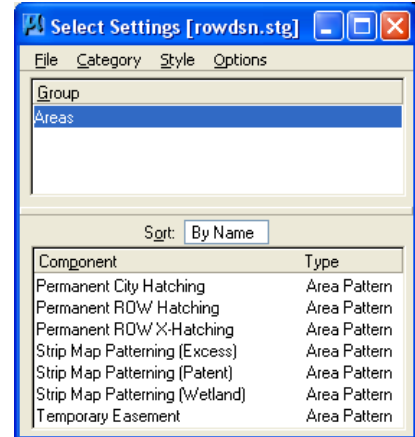 Select Settings [rowdsn.stg]
File Category Style Options
Group
Areas
Sort: By Name
Component Type
Permanent City Hatching Area Pattern
Permanent ROW Hatching Area Pattern
Permanent ROW X-Hatching Area Pattern
Strip Map Patterning (Excess) Area Pattern
Strip Map Patterning (Patent) Area Pattern
Strip Map Patterning (Wetland) Area Pattern
Temporary Easement Area Pattern